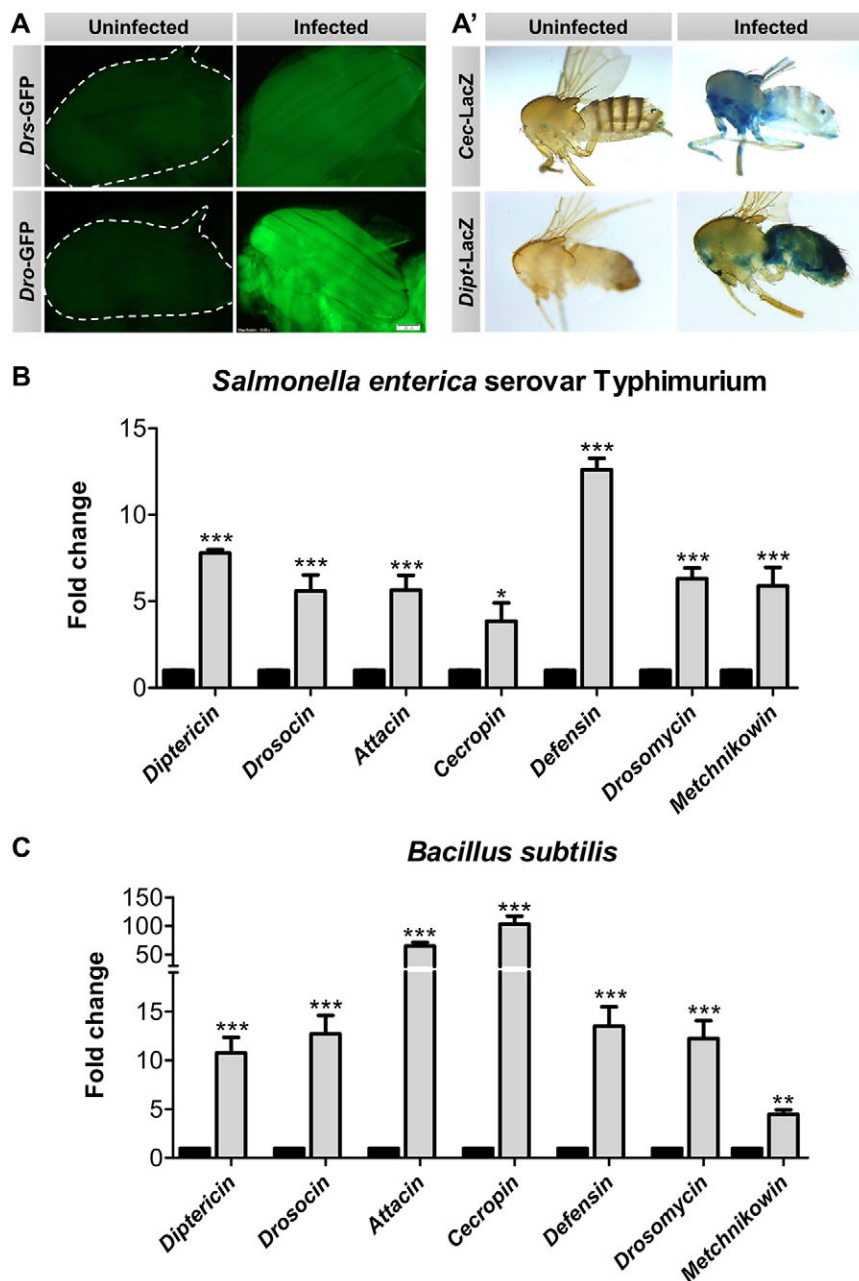 A
Uninfected
Infected
Drs-GFP
Dro-GFP
A'
Uninfected
Infected
Cec-LacZ
Dipt-LacZ
B
Salmonella enterica serovar Typhimurium
Fold change
15
10
5
0
***
***
***
*
***
***
***
Diptericin
Drosocin
Attacin
Cecropin
Defensin
Drosomycin
Metchnikowin
C
Bacillus subtilis
Fold change
150
100
50
15
10
5
0
***
***
***
***
***
***
**
Diptericin
Drosocin
Attacin
Cecropin
Defensin
Drosomycin
Metchnikowin